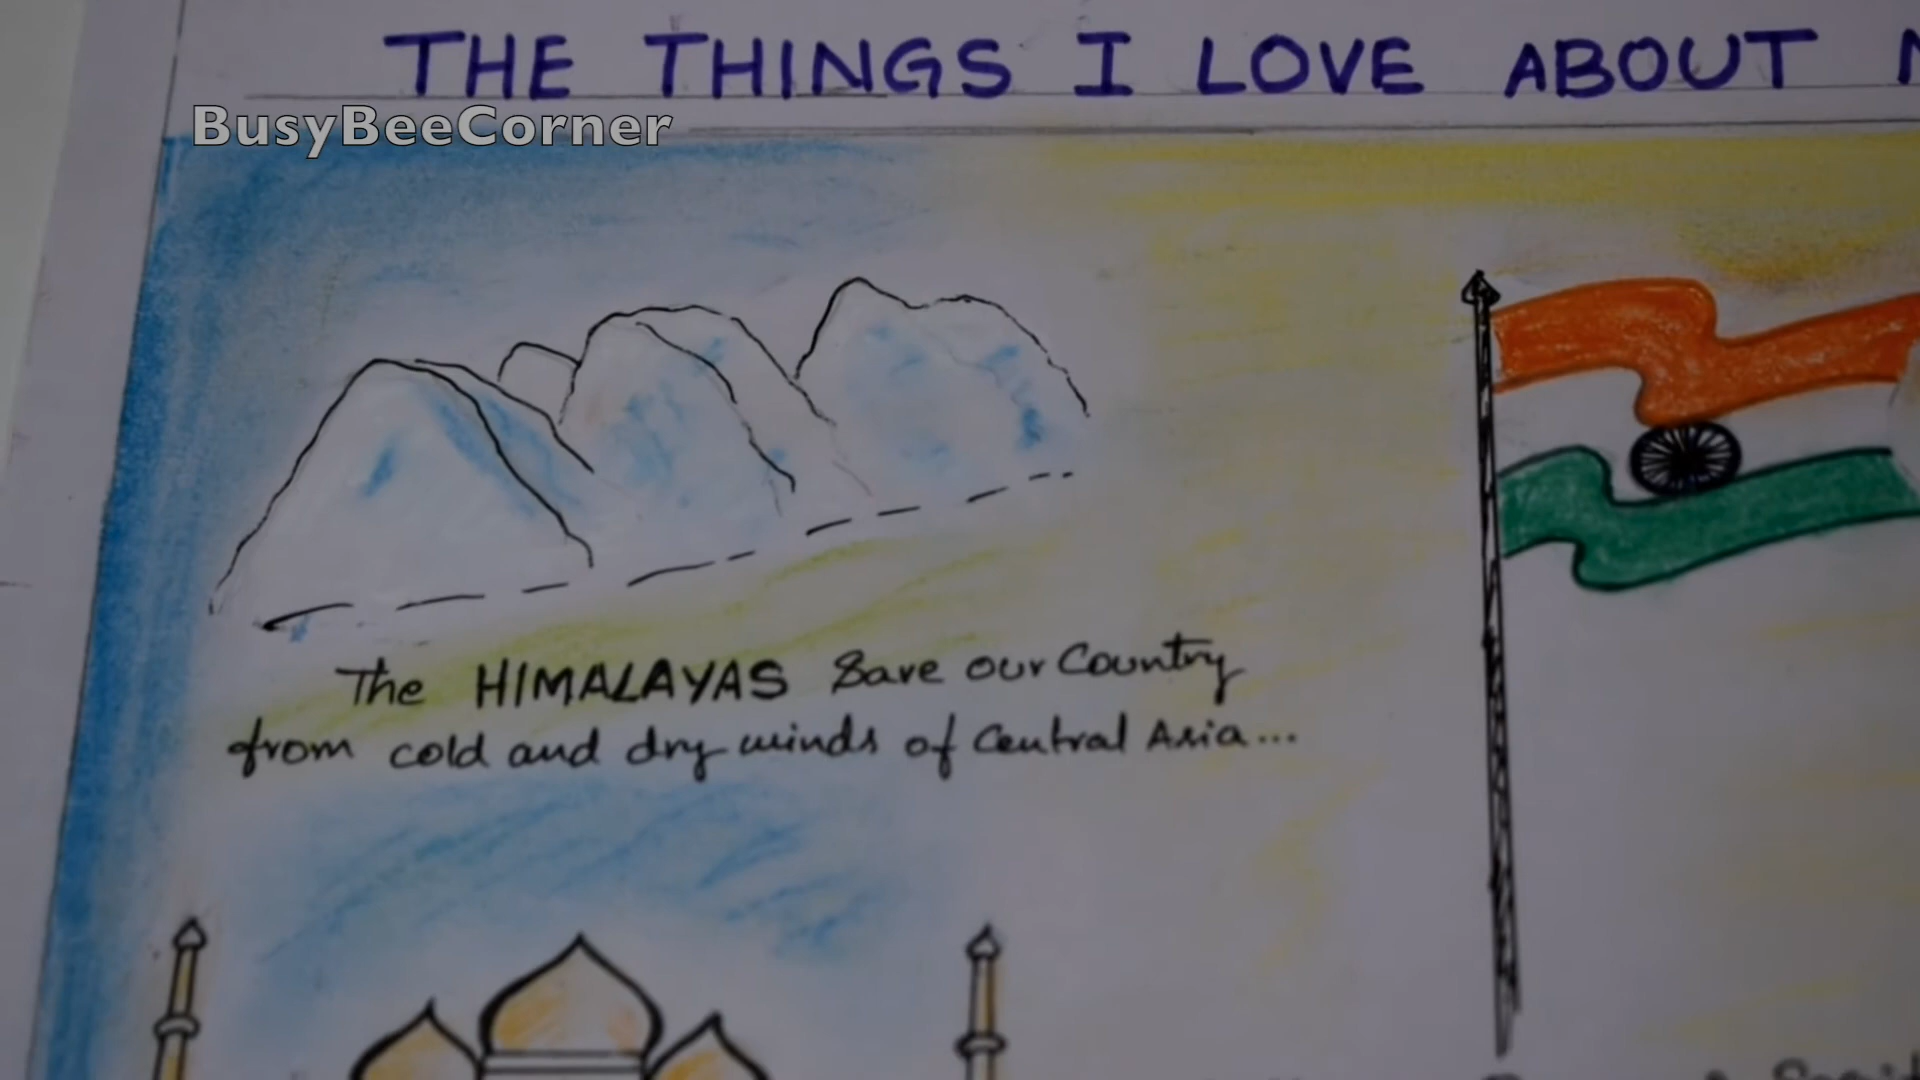 THE THINGS I LOVE ABOUT
BusyBeeCorner
The HIMALAYAS Save our Country
from cold and dry winds of Central Asia...